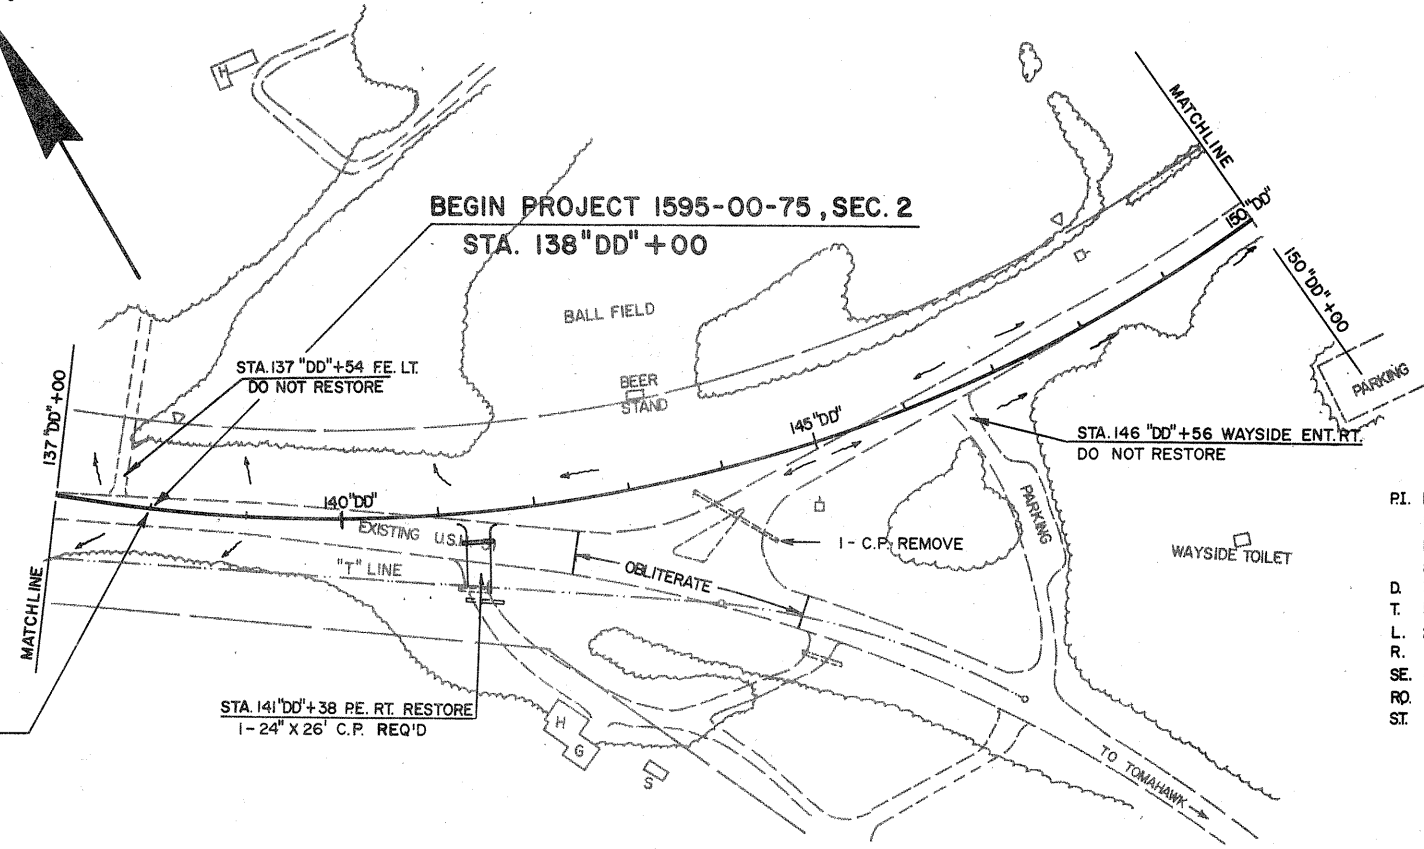 H
MATCHLINE
BEGIN PROJECT 1595-00-75, SEC. 2
STA. 138 "DD" + 00
150 "DD"
150 "DD" + 00
BALL FIELD
STA. 137 "DD" + 54 F.E. LT.
DO NOT RESTORE
BEER
STAND
PARKING
137 "DD" + 00
145 "DD"
STA. 146 "DD" + 56 WAYSIDE ENT. RT.
DO NOT RESTORE
140 "DD"
EXISTING U.S.
PARKING
P.I.
1 - C.P. REMOVE
WAYSIDE TOILET
"T" LINE
OBLITERATE
D.
T.
L.
R.
SE.
RO.
S.T.
MATCHLINE
STA. 141 "DD" + 38 P.E. RT. RESTORE
1 - 24" X 26' C.P. REQ'D
H
G
S
TO TOMAHAWK